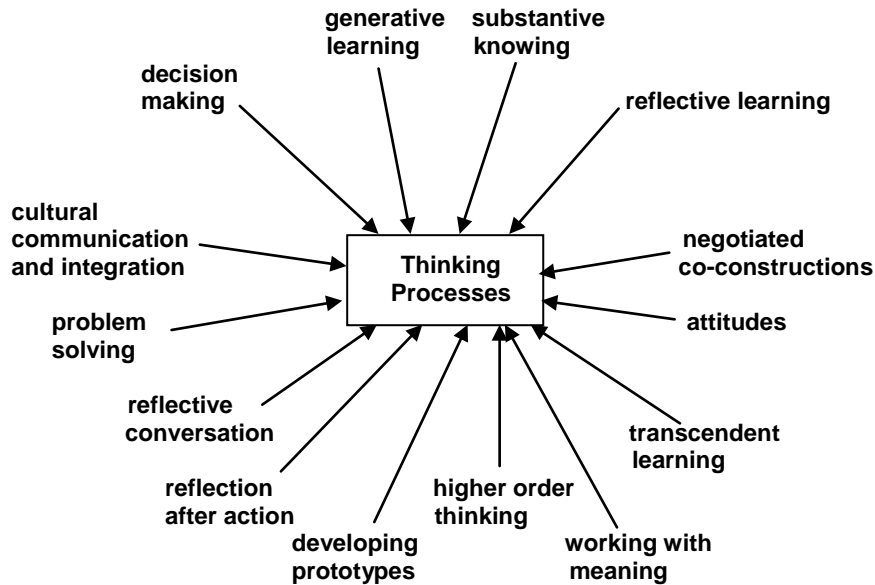 generative
learning
substantive
knowing
decision
making
reflective learning
cultural
communication
and integration
Thinking
Processes
negotiated
co-constructions
problem
solving
attitudes
reflective
conversation
transcendent
learning
reflection
after action
higher order
thinking
developing
prototypes
working with
meaning